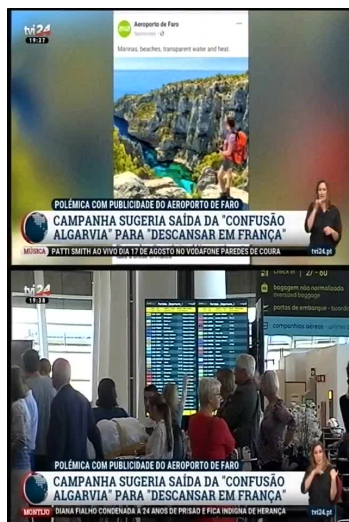 tvi24
19:37
Aeroporto de Faro
Marinas, beaches, transparent water and heat.
POLÉMICA COM PUBLICIDADE DO AEROPORTO DE FARO
CAMPANHA SUGERIA SAÍDA DA "CONFUSÃO
ALGARVIA" PARA "DESCANSAR EM FRANÇA"
MÚSICA PATTI SMITH AO VIVO DIA 17 DE AGOSTO NO VODAFONE PAREDES DE COURA tvi24.pt
tvi24
19:38
bagagem não normalizada
oversized baggage
portas de embarque
POLÉMICA COM PUBLICIDADE DO AEROPORTO DE FARO
CAMPANHA SUGERIA SAÍDA DA "CONFUSÃO
ALGARVIA" PARA "DESCANSAR EM FRANÇA"
MONTIJO DIANA FIALHO CONDENADA A 24 ANOS DE PRISÃO E FICA INDIGNA DE HERANÇA tvi24.pt